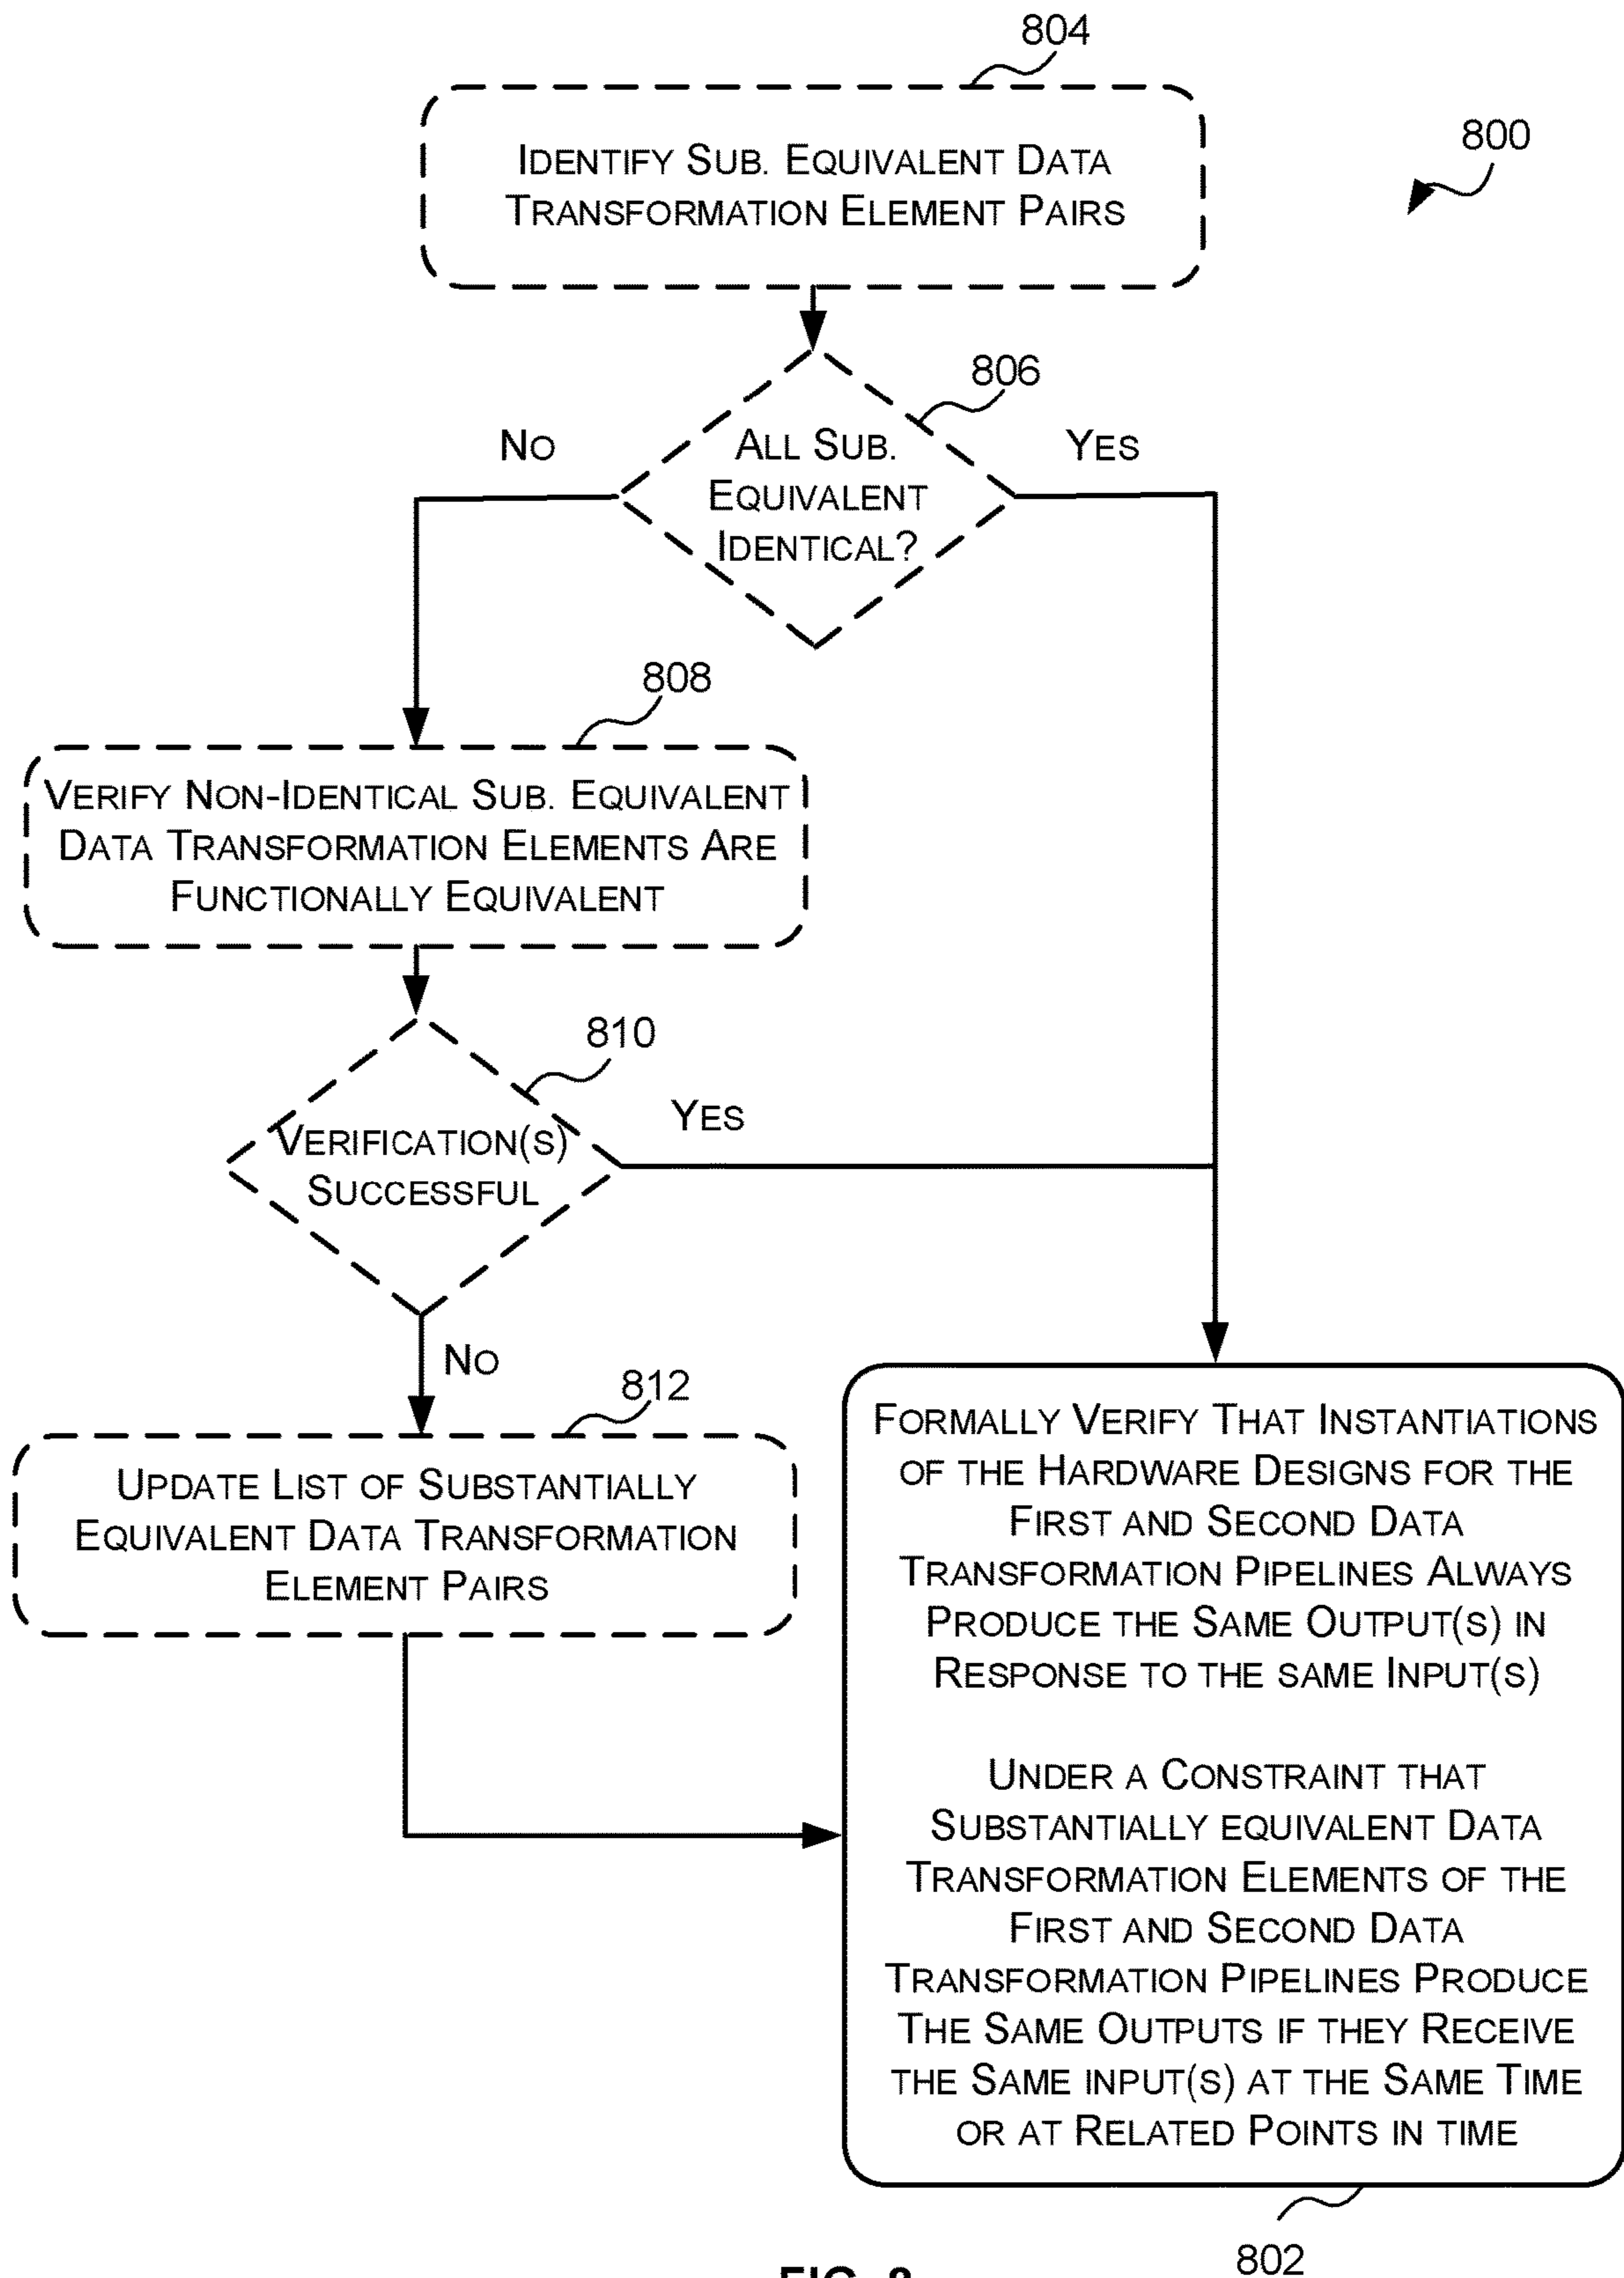 804
IDENTIFY SUB. EQUIVALENT DATA
TRANSFORMATION ELEMENT PAIRS
800
806
ALL SUB.
EQUIVALENT
IDENTICAL?
NO
YES
808
VERIFY NON-IDENTICAL SUB. EQUIVALENT
DATA TRANSFORMATION ELEMENTS ARE
FUNCTIONALLY EQUIVALENT
810
VERIFICATION(S)
SUCCESSFUL
YES
NO
812
UPDATE LIST OF SUBSTANTIALLY
EQUIVALENT DATA TRANSFORMATION
ELEMENT PAIRS
FORMALLY VERIFY THAT INSTANTIATIONS
OF THE HARDWARE DESIGNS FOR THE
FIRST AND SECOND DATA
TRANSFORMATION PIPELINES ALWAYS
PRODUCE THE SAME OUTPUT(S) IN
RESPONSE TO THE SAME INPUT(S)
UNDER A CONSTRAINT THAT
SUBSTANTIALLY EQUIVALENT DATA
TRANSFORMATION ELEMENTS OF THE
FIRST AND SECOND DATA
TRANSFORMATION PIPELINES PRODUCE
THE SAME OUTPUTS IF THEY RECEIVE
THE SAME INPUT(S) AT THE SAME TIME
OR AT RELATED POINTS IN TIME
802